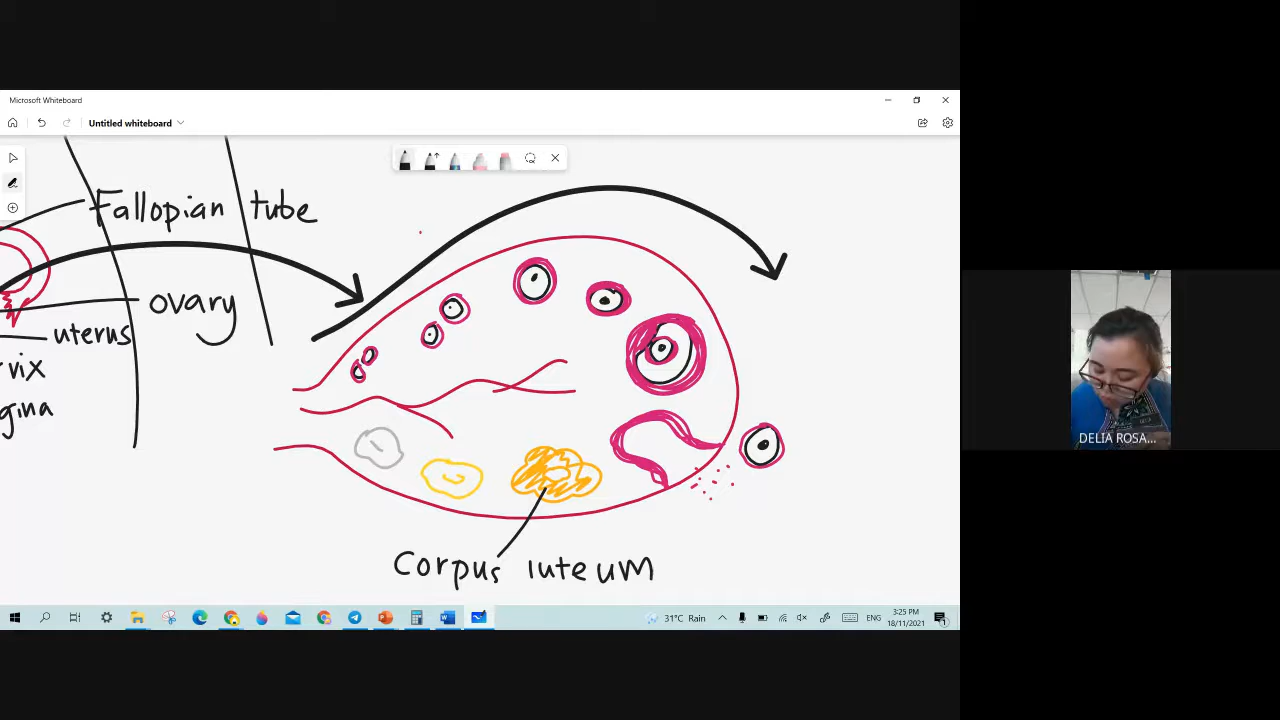 Microsoft Whiteboard
Untitled whiteboard
Fallopian tube
ovary
uterus
rvix
gina
Corpus luteum
DELIA ROSA...
31°C Rain
ENG
3:25 PM
18/11/2021